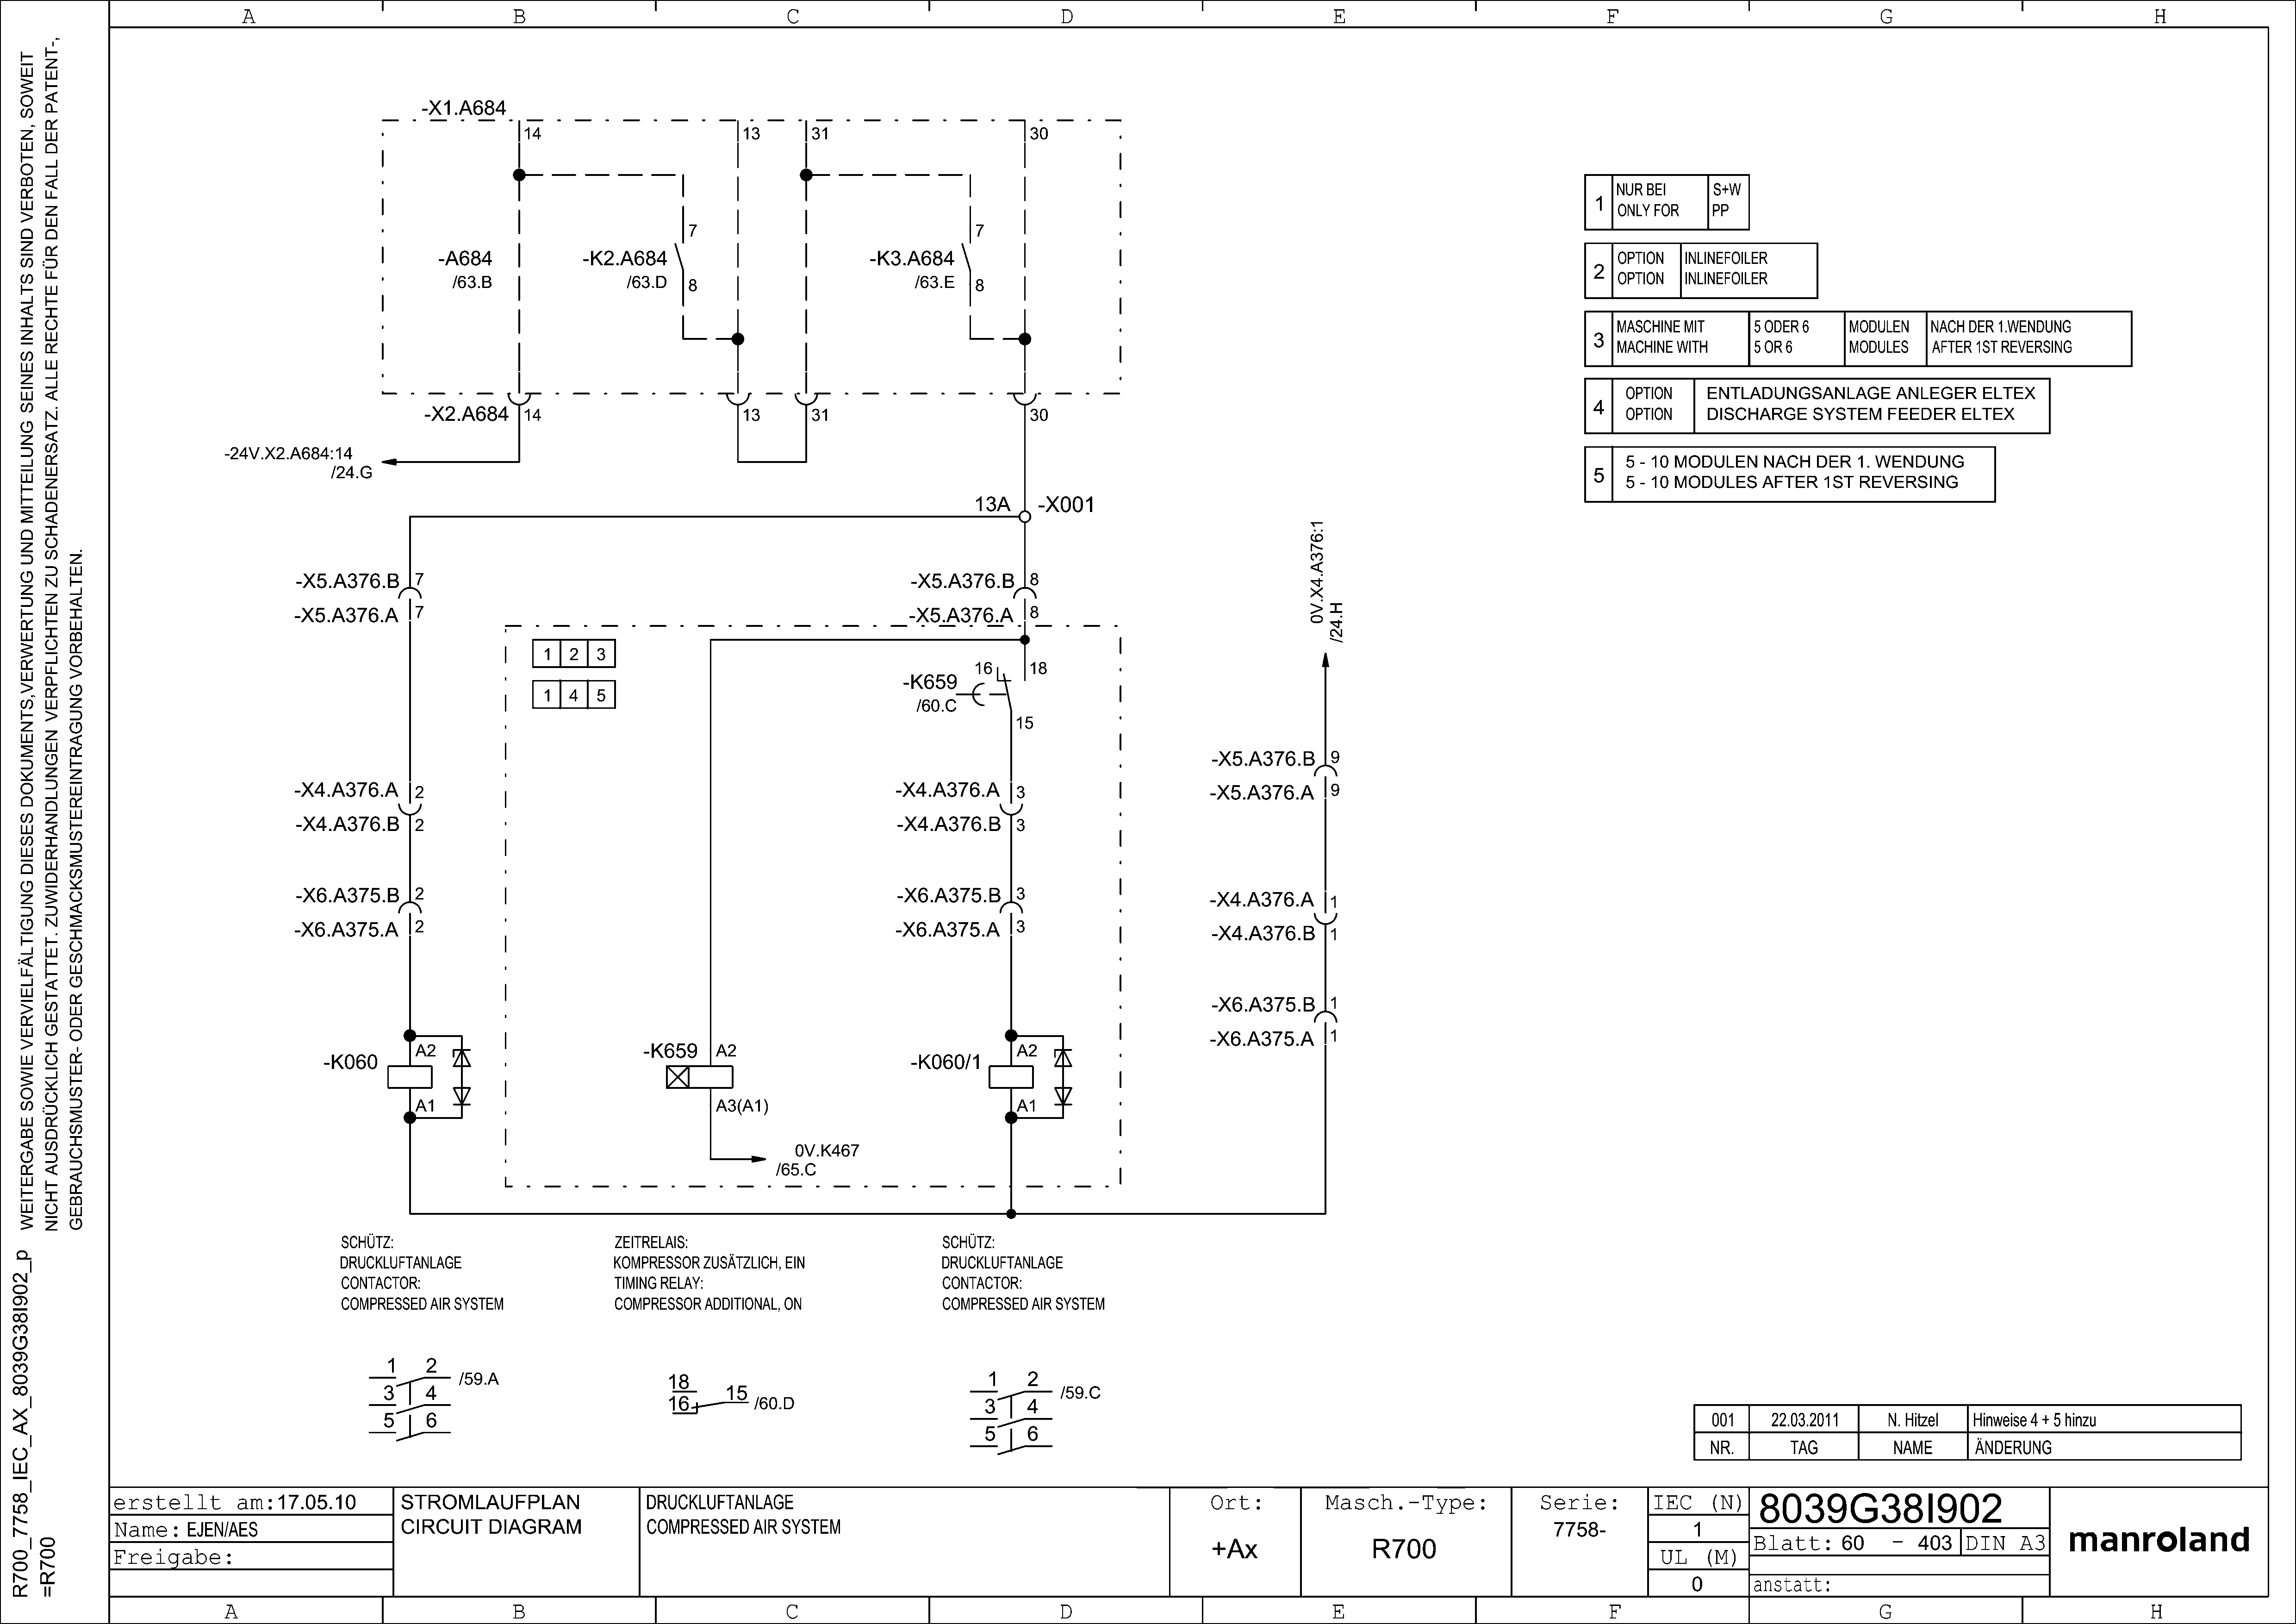 A B C D E F G H
WEITERGABE SOWIE VERVIELFÄLTIGUNG DIESES DOKUMENTS,VERWERTUNG UND MITTEILUNG SEINES INHALTS SIND VERBOTEN, SOWEIT
NICHT AUSDRÜCKLICH GESTATTET. ZUWIDERHANDLUNGEN VERPFLICHTEN ZU SCHADENERSATZ. ALLE RECHTE FÜR DEN FALL DER PATENT-,
GEBRAUCHSMUSTER- ODER GESCHMACKSMUSTEREINTRAGUNG VORBEHALTEN.
R700_7758_IEC_AX_8039G38I902_p
=R700
-X1.A684
14 13 31 30
7 7
-A684 -K2.A684 -K3.A684
/63.B /63.D 8 /63.E 8
-X2.A684 14 13 31 30
-24V.X2.A684:14
/24.G
13A -X001
1 NUR BEI S+W
ONLY FOR PP
2 OPTION INLINEFOILER
OPTION INLINEFOILER
3 MASCHINE MIT 5 ODER 6 MODULEN NACH DER 1.WENDUNG
MACHINE WITH 5 OR 6 MODULES AFTER 1ST REVERSING
4 OPTION ENTLADUNGSANLAGE ANLEGER ELTEX
OPTION DISCHARGE SYSTEM FEEDER ELTEX
5 5 - 10 MODULEN NACH DER 1. WENDUNG
5 - 10 MODULES AFTER 1ST REVERSING
0V.X4.A376:1
/24.H
-X5.A376.B 7 -X5.A376.B 8
-X5.A376.A 7 -X5.A376.A 8
1 2 3
1 4 5
16 18
-K659
/60.C
15
-X5.A376.B 9
-X5.A376.A 9
-X4.A376.A 2 -X4.A376.A 3
-X4.A376.B 2 -X4.A376.B 3
-X6.A375.B 2 -X6.A375.B 3
-X6.A375.A 2 -X6.A375.A 3
-X4.A376.A 1
-X4.A376.B 1
-X6.A375.B 1
-X6.A375.A 1
-K060 A2 -K659 A2 -K060/1 A2
A1 A3(A1) A1
0V.K467
/65.C
SCHÜTZ: ZEITRELAIS: SCHÜTZ:
DRUCKLUFTANLAGE KOMPRESSOR ZUSÄTZLICH, EIN DRUCKLUFTANLAGE
CONTACTOR: TIMING RELAY: CONTACTOR:
COMPRESSED AIR SYSTEM COMPRESSOR ADDITIONAL, ON COMPRESSED AIR SYSTEM
1 2 /59.A
3 4
5 6
18
16 15 /60.D
1 2 /59.C
3 4
5 6
001 22.03.2011 N. Hitzel Hinweise 4 + 5 hinzu
NR. TAG NAME ÄNDERUNG
erstellt am:17.05.10
Name: EJEN/AES
Freigabe:
STROMLAUFPLAN
CIRCUIT DIAGRAM
DRUCKLUFTANLAGE
COMPRESSED AIR SYSTEM
Ort:
+Ax
Masch.-Type:
R700
Serie:
7758-
IEC (N)
1
UL (M)
0
8039G38I902
Blatt: 60 - 403 DIN A3
anstatt:
manroland
A B C D E F G H